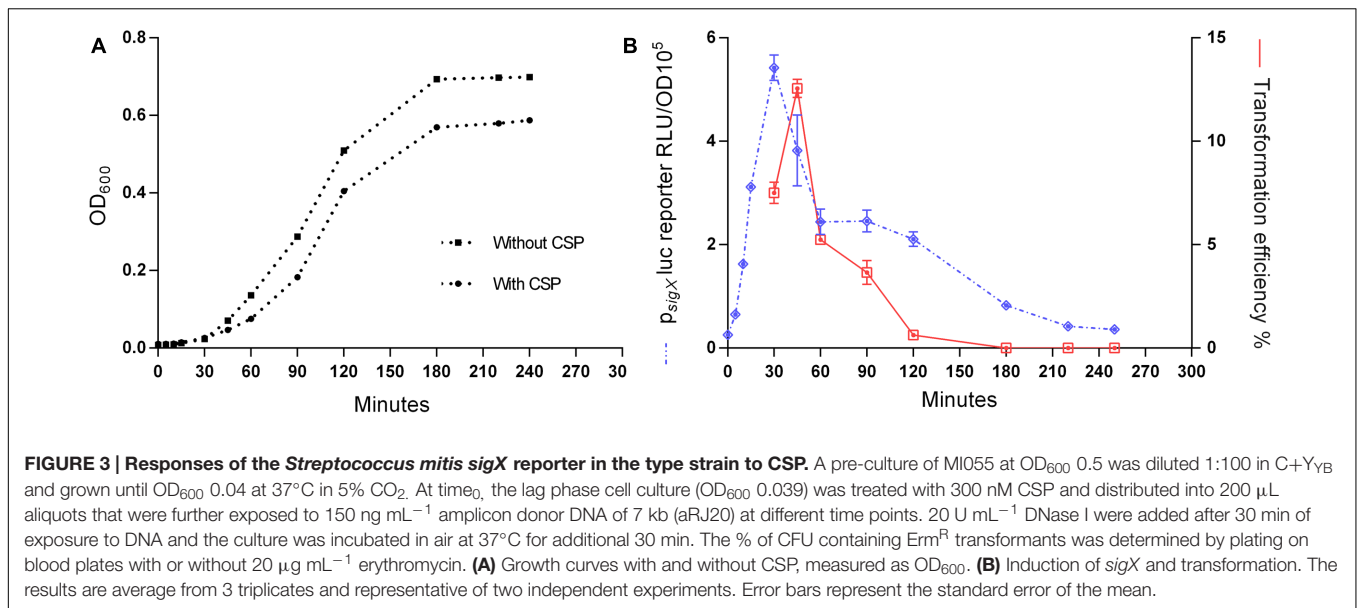 A
0.8
0.6
0.4
0.2
0.0
OD600
0 30 60 90 120 150 180 210 240 270 30
Minutes
Without CSP
With CSP
B
6
4
2
0
psigX luc reporter RLU/OD10^5
15
10
5
0
Transformation efficiency %
0 30 60 90 120 150 180 210 240 270 300
Minutes
FIGURE 3 | Responses of the Streptococcus mitis sigX reporter in the type strain to CSP. A pre-culture of MI055 at OD600 0.5 was diluted 1:100 in C+YYB
and grown until OD600 0.04 at 37°C in 5% CO2. At time0, the lag phase cell culture (OD600 0.039) was treated with 300 nM CSP and distributed into 200 μL
aliquots that were further exposed to 150 ng mL−1 amplicon donor DNA of 7 kb (aRJ20) at different time points. 20 U mL−1 DNase I were added after 30 min of
exposure to DNA and the culture was incubated in air at 37°C for additional 30 min. The % of CFU containing ErmR transformants was determined by plating on
blood plates with or without 20 μg mL−1 erythromycin. (A) Growth curves with and without CSP, measured as OD600. (B) Induction of sigX and transformation. The
results are average from 3 triplicates and representative of two independent experiments. Error bars represent the standard error of the mean.